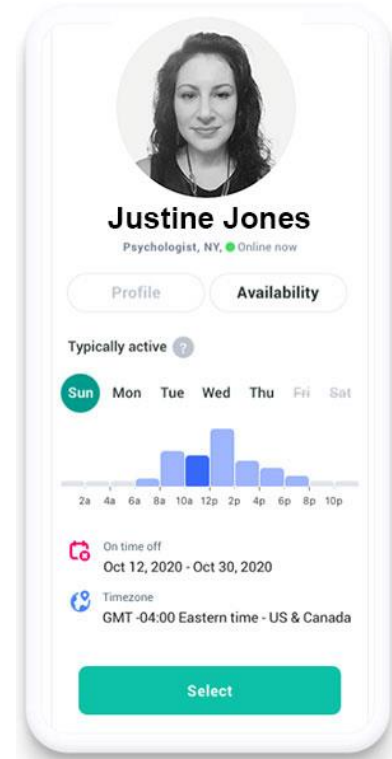 Justine Jones
Psychologist, NY, Online now
Profile Availability
Typically active ?
Sun Mon Tue Wed Thu Fri Sat
2a 4a 6a 8a 10a 12p 2p 4p 6p 8p 10p
On time off
Oct 12, 2020 - Oct 30, 2020
Timezone
GMT -04:00 Eastern time - US & Canada
Select